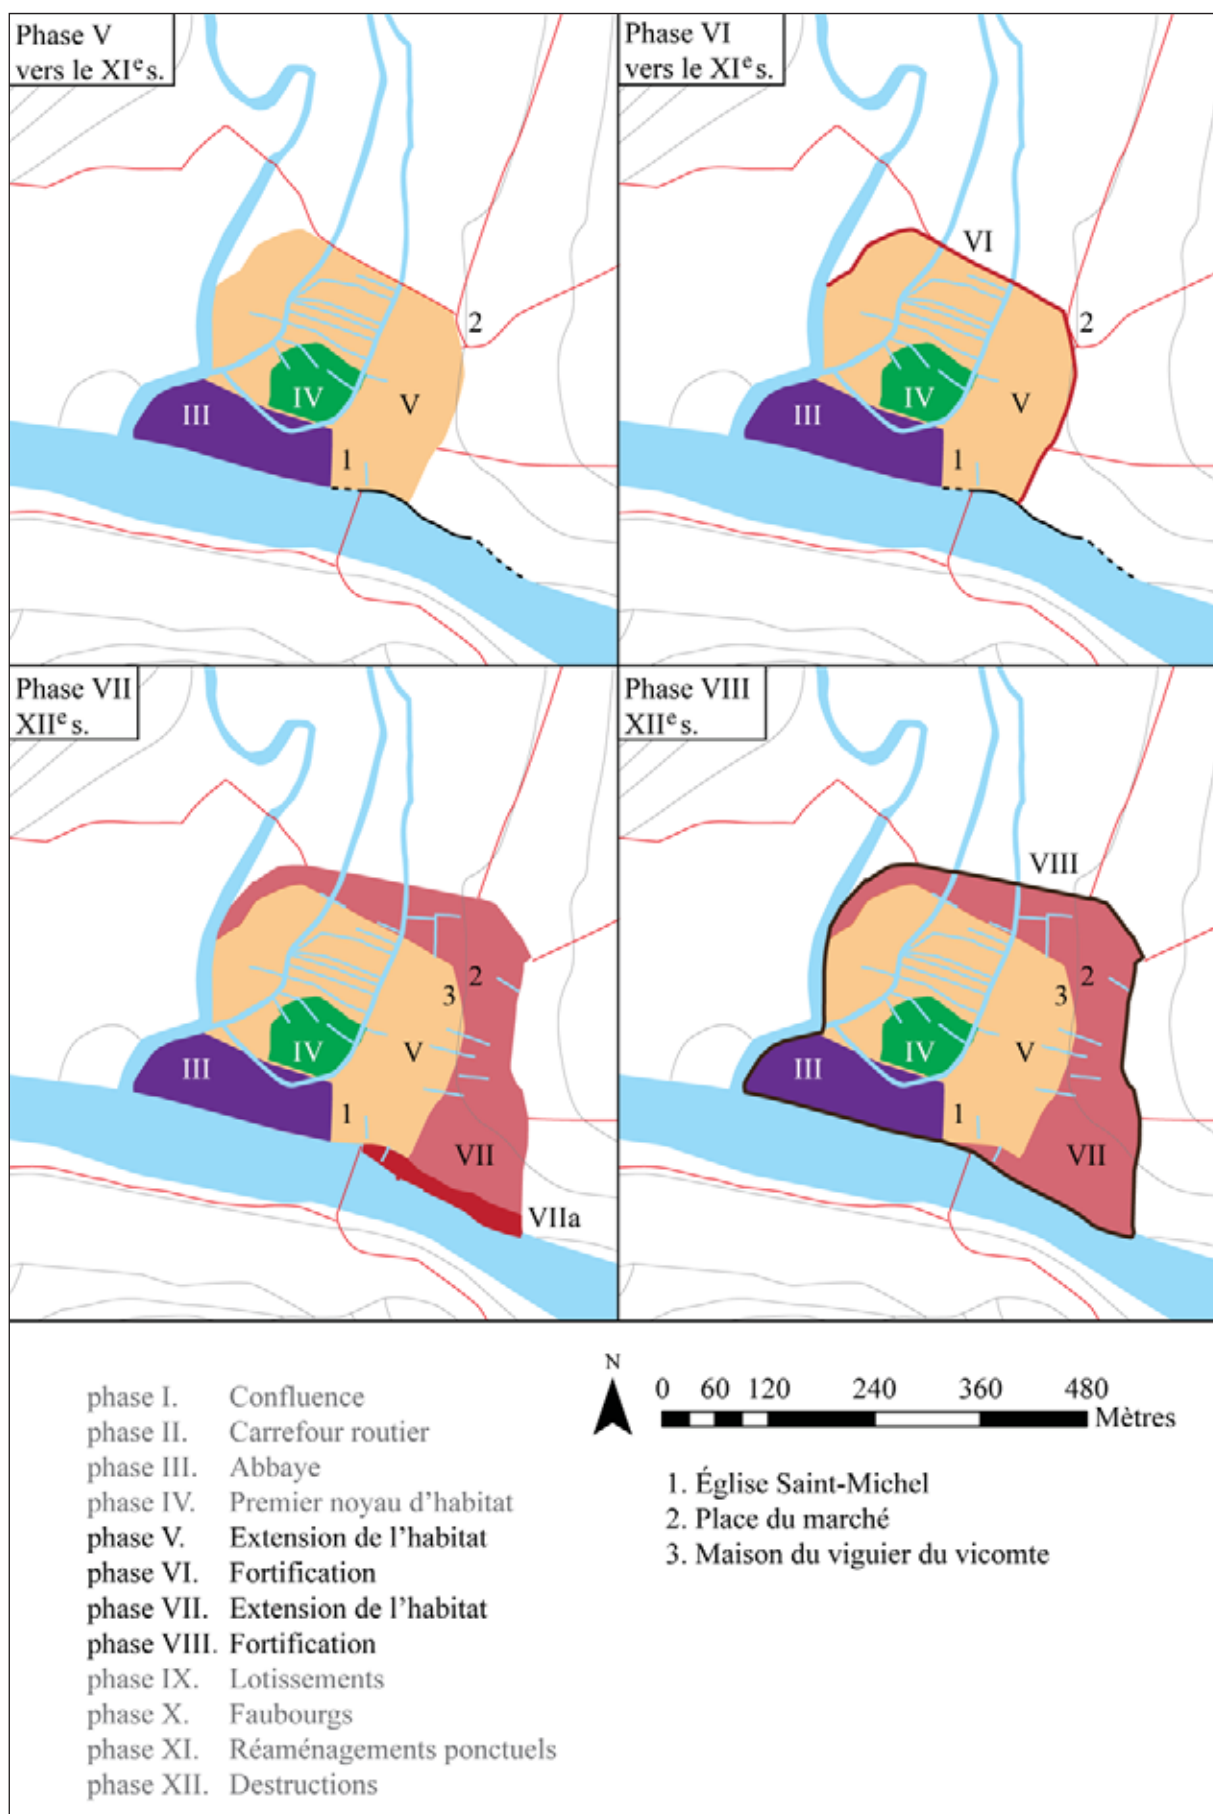 Phase V
vers le XIe s.
2
III
IV
V
1
Phase VI
vers le XIe s.
VI
2
III
IV
V
1
Phase VII
XIIe s.
2
3
III
IV
V
1
VII
VIIa
Phase VIII
XIIe s.
VIII
2
3
III
IV
V
1
VII
phase I. Confluence
phase II. Carrefour routier
phase III. Abbaye
phase IV. Premier noyau d'habitat
phase V. Extension de l'habitat
phase VI. Fortification
phase VII. Extension de l'habitat
phase VIII. Fortification
phase IX. Lotissements
phase X. Faubourgs
phase XI. Réaménagements ponctuels
phase XII. Destructions
N
0 60 120 240 360 480
Mètres
1. Église Saint-Michel
2. Place du marché
3. Maison du viguier du vicomte